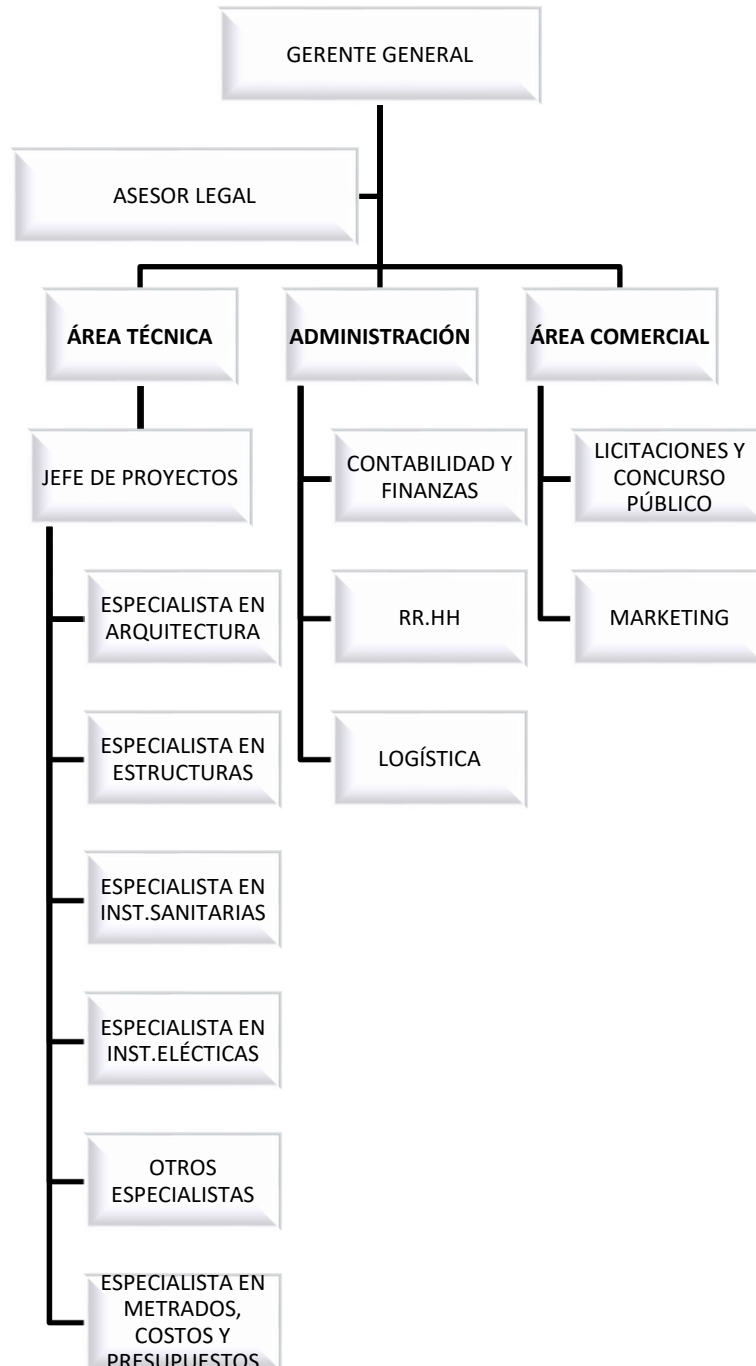 GERENTE GENERAL
ASESOR LEGAL
ÁREA TÉCNICA
JEFE DE PROYECTOS
ESPECIALISTA EN
ARQUITECTURA
ESPECIALISTA EN
ESTRUCTURAS
ESPECIALISTA EN
INST.SANITARIAS
ESPECIALISTA EN
INST.ELÉCTICAS
OTROS
ESPECIALISTAS
ESPECIALISTA EN
METRADOS,
COSTOS Y
PRESUPUESTOS
ADMINISTRACIÓN
CONTABILIDAD Y
FINANZAS
RR.HH
LOGÍSTICA
ÁREA COMERCIAL
LICITACIONES Y
CONCURSO
PÚBLICO
MARKETING